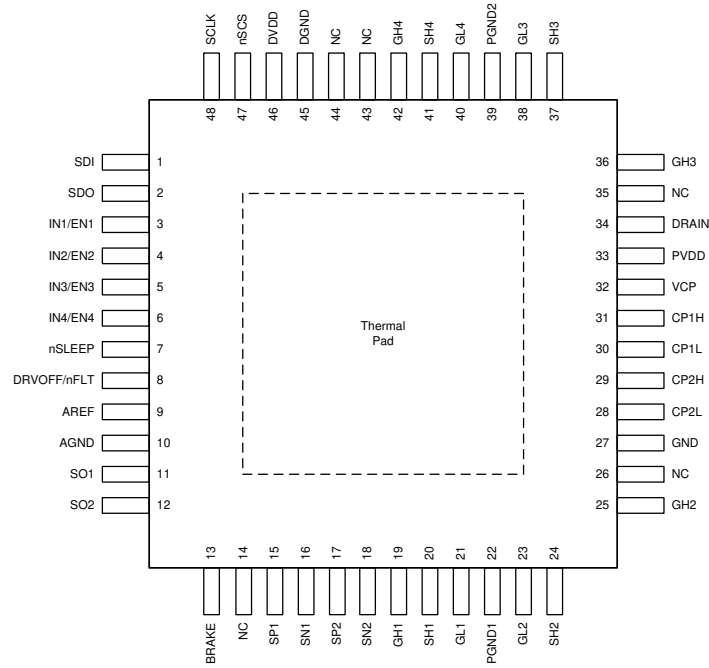 SCLK
nSCS
DVDD
DGND
NC
NC
GH4
SH4
GL4
PGND2
GL3
SH3
48
47
46
45
44
43
42
41
40
39
38
37
SDI 1
SDO 2
IN1/EN1 3
IN2/EN2 4
IN3/EN3 5
IN4/EN4 6
nSLEEP 7
DRVOFF/nFLT 8
AREF 9
AGND 10
SO1 11
SO2 12
Thermal
Pad
36 GH3
35 NC
34 DRAIN
33 PVDD
32 VCP
31 CP1H
30 CP1L
29 CP2H
28 CP2L
27 GND
26 NC
25 GH2
13
14
15
16
17
18
19
20
21
22
23
24
BRAKE
NC
SP1
SN1
SP2
SN2
GH1
SH1
GL1
PGND1
GL2
SH2